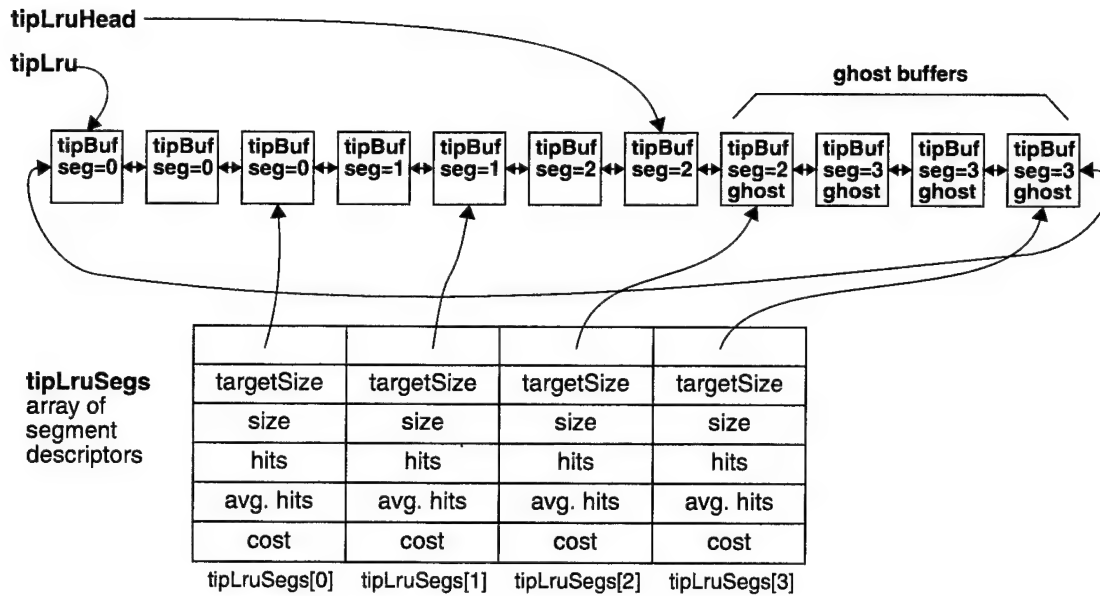 tipLruHead
tipLru
ghost buffers
tipBuf tipBuf tipBuf tipBuf tipBuf tipBuf tipBuf tipBuf tipBuf tipBuf tipBuf
seg=0 seg=0 seg=0 seg=1 seg=1 seg=2 seg=2 seg=2 seg=3 seg=3 seg=3
ghost ghost ghost ghost
tipLruSegs
array of
segment
descriptors
targetSize targetSize targetSize targetSize
size size size size
hits hits hits hits
avg. hits avg. hits avg. hits avg. hits
cost cost cost cost
tipLruSegs[0] tipLruSegs[1] tipLruSegs[2] tipLruSegs[3]